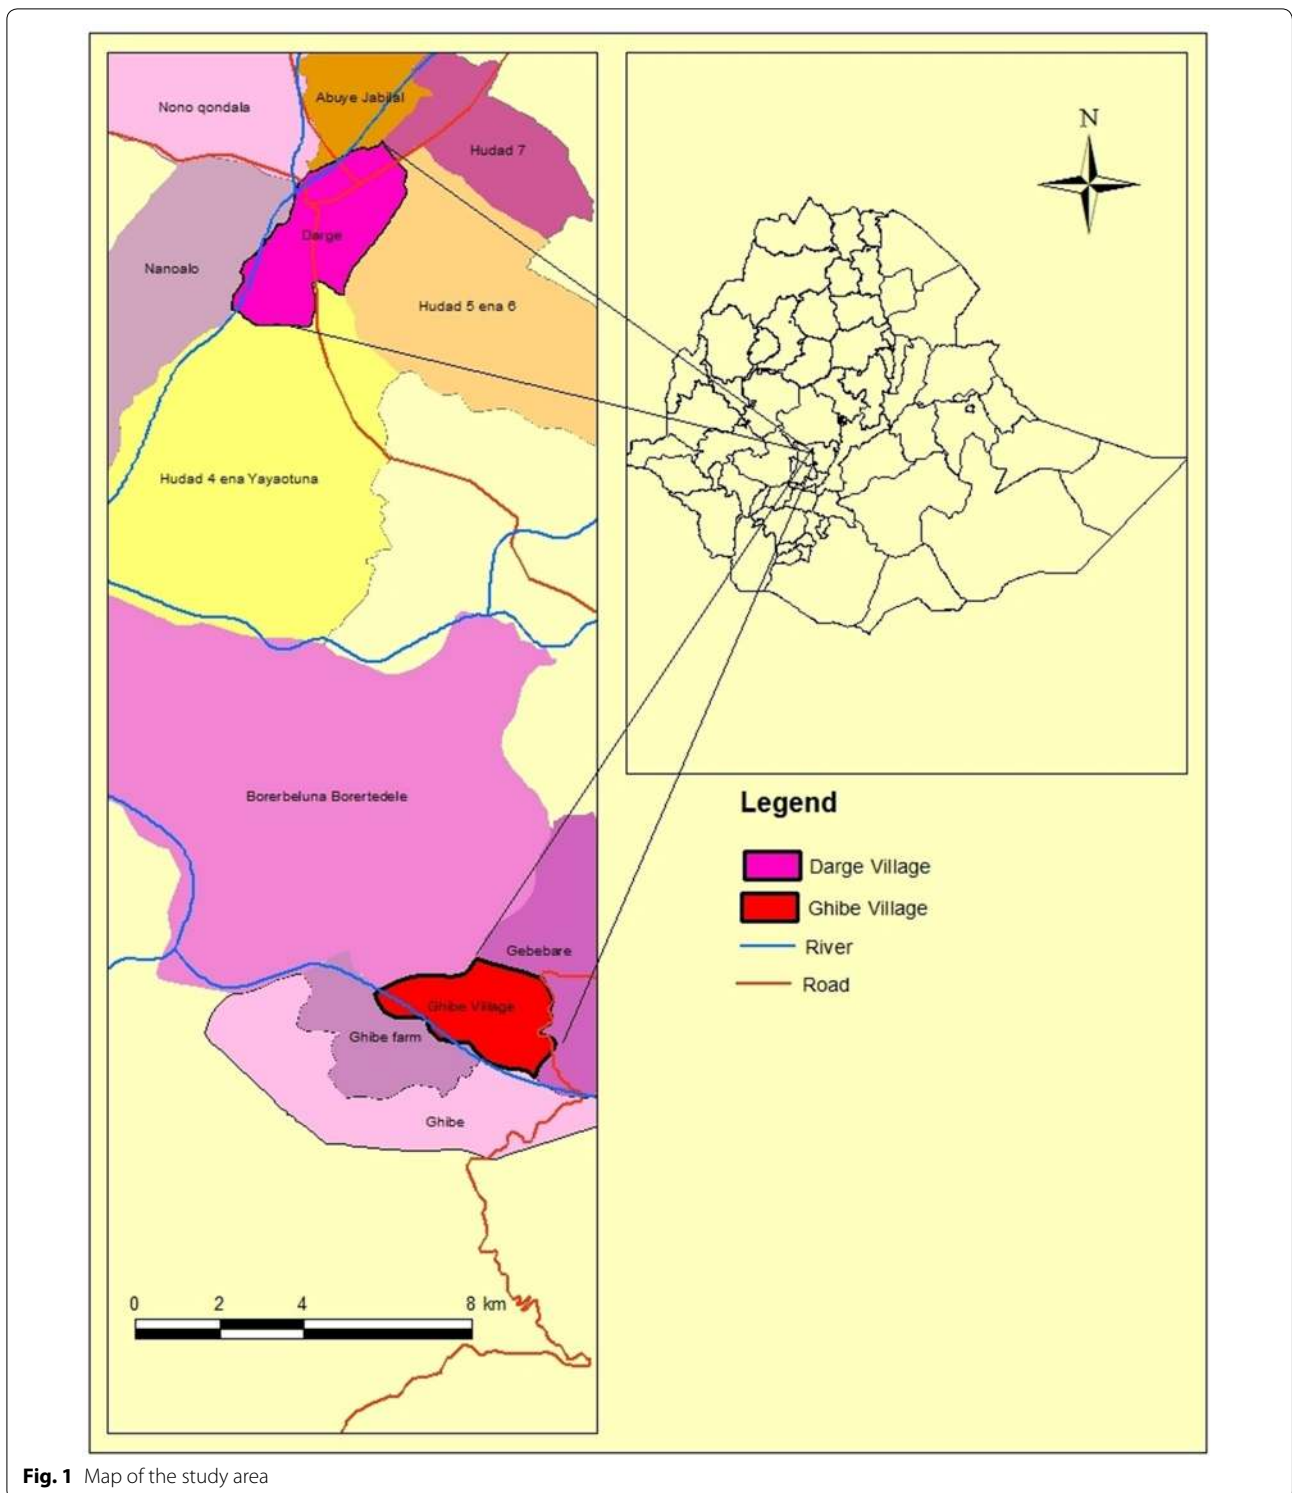 Nono qondala
Abuye Jabilal
Hudad 7
Darge
Nanoalo
Hudad 5 ena 6
Hudad 4 ena Yayaotuna
Borerbeluna Borertedele
Gebebare
Ghibe Village
Ghibe farm
Ghibe
0 2 4 8 km
N
Legend
Darge Village
Ghibe Village
River
Road
Fig. 1 Map of the study area